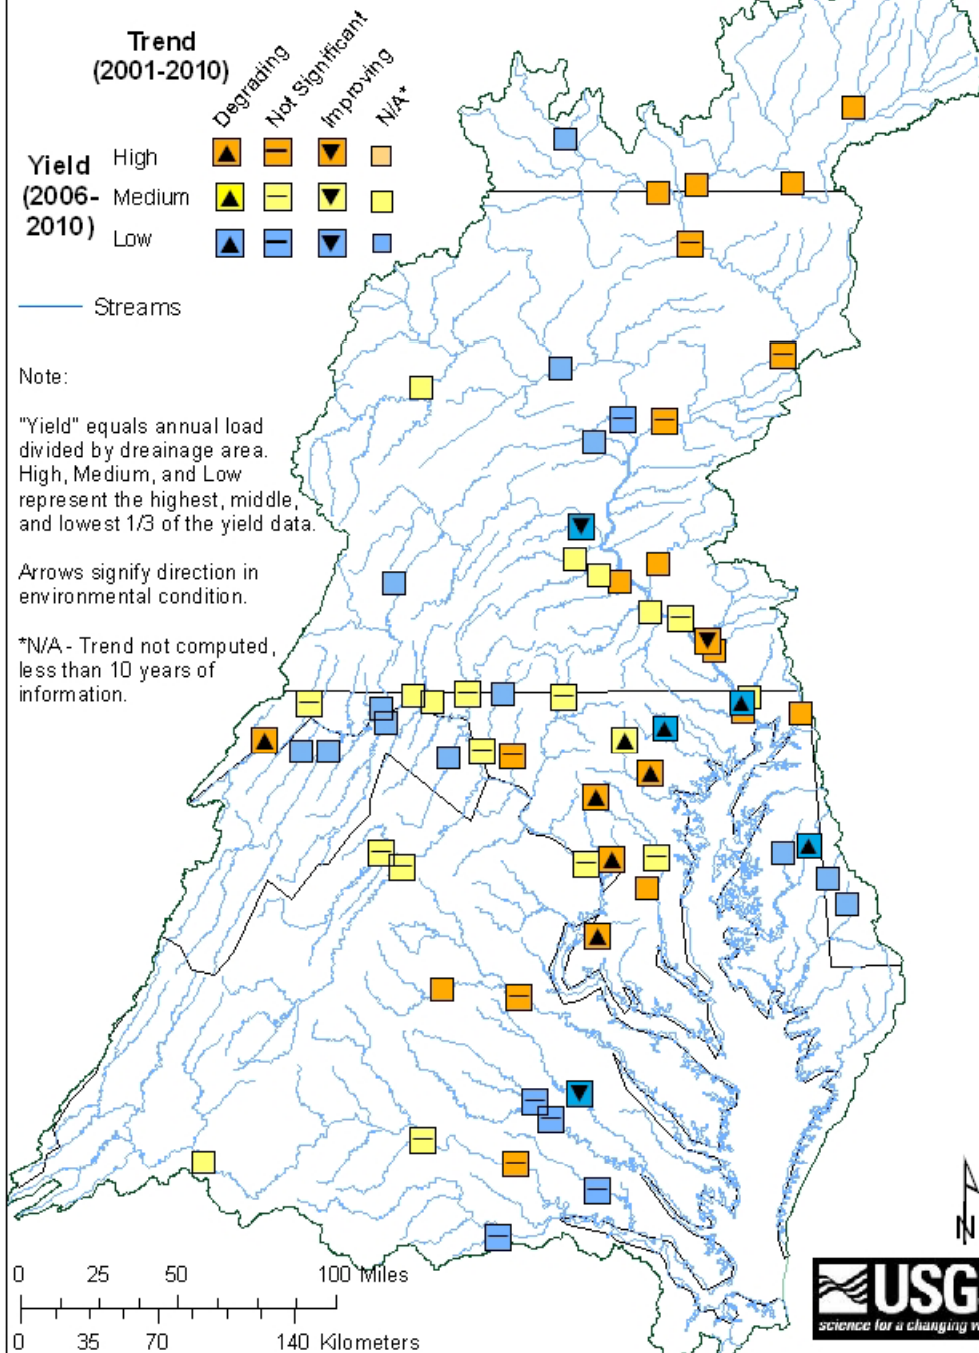 Trend
(2001-2010)
Degrading
Not Significant
Improving
N/A*
Yield
(2006-
2010)
High
Medium
Low
Streams
Note:
"Yield" equals annual load
divided by dreainage area.
High, Medium, and Low
represent the highest, middle,
and lowest 1/3 of the yield data.
Arrows signify direction in
environmental condition.
*N/A - Trend not computed,
less than 10 years of
information.
0 25 50 100 Miles
0 35 70 140 Kilometers
N
USG
science for a changing w